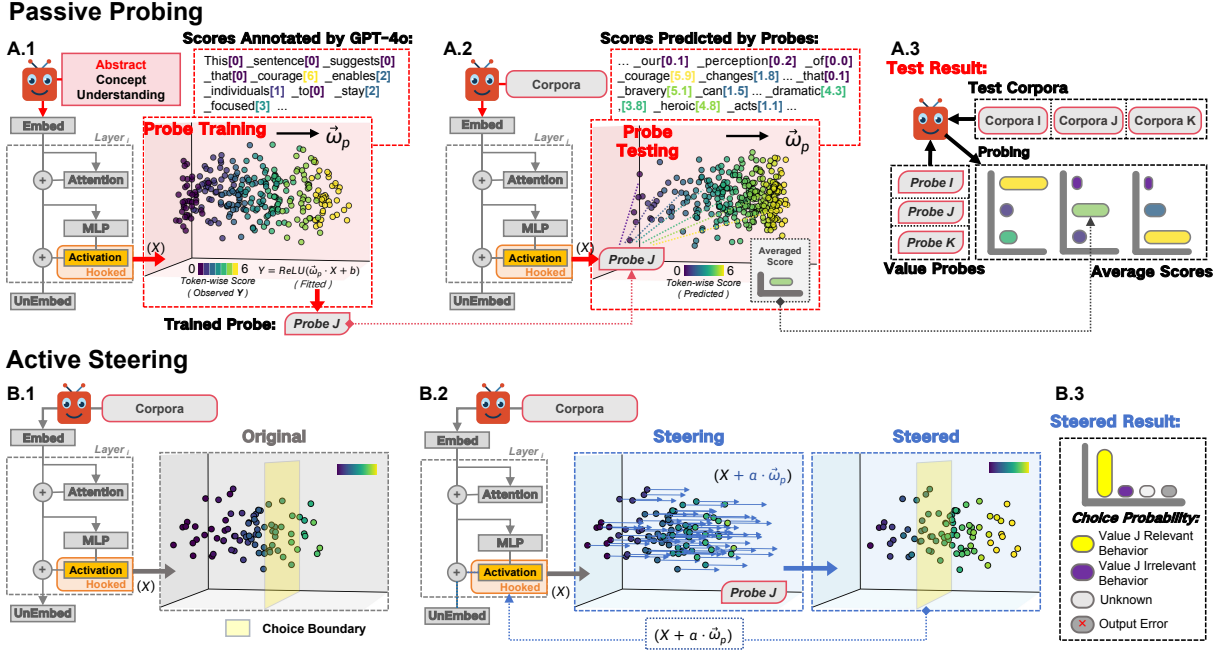 Passive Probing
A.1
Abstract
Concept
Understanding
Scores Annotated by GPT-4o:
This[0] _sentence[0] _suggests[0]
_that[0] _courage[6] _enables[2]
_individuals[1] _to[0] _stay[2]
_focused[3] ...
Embed
Layer i
Attention
MLP
Activation
Hooked
UnEmbed
(X)
Probe Training
ω⃗p
0 6
Token-wise Score
( Observed Y )
Y = ReLU(ω⃗p · X + b)
( Fitted )
Trained Probe:
Probe J
A.2
Corpora
Scores Predicted by Probes:
... _our[0.1] _perception[0.2] _of[0.0]
_courage[5.9] _changes[1.8] ... _that[0.1]
_bravery[5.1] _can[1.5] ... _dramatic[4.3]
,[3.8] _heroic[4.8] _acts[1.1] ...
Embed
Layer i
Attention
MLP
Activation
Hooked
UnEmbed
(X)
Probe
Testing
ω⃗p
Probe J
0 6
Token-wise Score
( Predicted )
Averaged
Score
A.3
Test Result:
Test Corpora
Corpora I
Corpora J
Corpora K
Probing
Probe I
Probe J
Probe K
Value Probes
Average Scores
Active Steering
B.1
Corpora
Embed
Layer i
Attention
MLP
Activation
Hooked
UnEmbed
(X)
Original
Choice Boundary
B.2
Corpora
Embed
Layer i
Attention
MLP
Activation
Hooked
UnEmbed
(X)
Steering
(X + a · ω⃗p)
Probe J
Steered
(X + a · ω⃗p)
B.3
Steered Result:
Choice Probability:
Value J Relevant
Behavior
Value J Irrelevant
Behavior
Unknown
Output Error